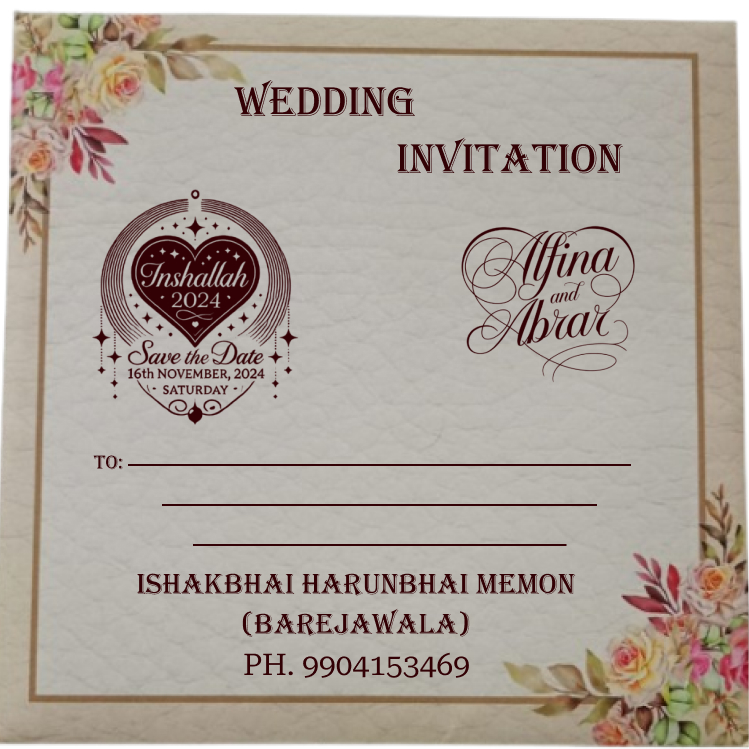 WEDDING
INVITATION
Inshallah
2024
Save the Date
16th NOVEMBER, 2024
SATURDAY
Alfina
and
Abrar
TO:
ISHAKBHAI HARUNBHAI MEMON
(BAREJAWALA)
PH. 9904153469